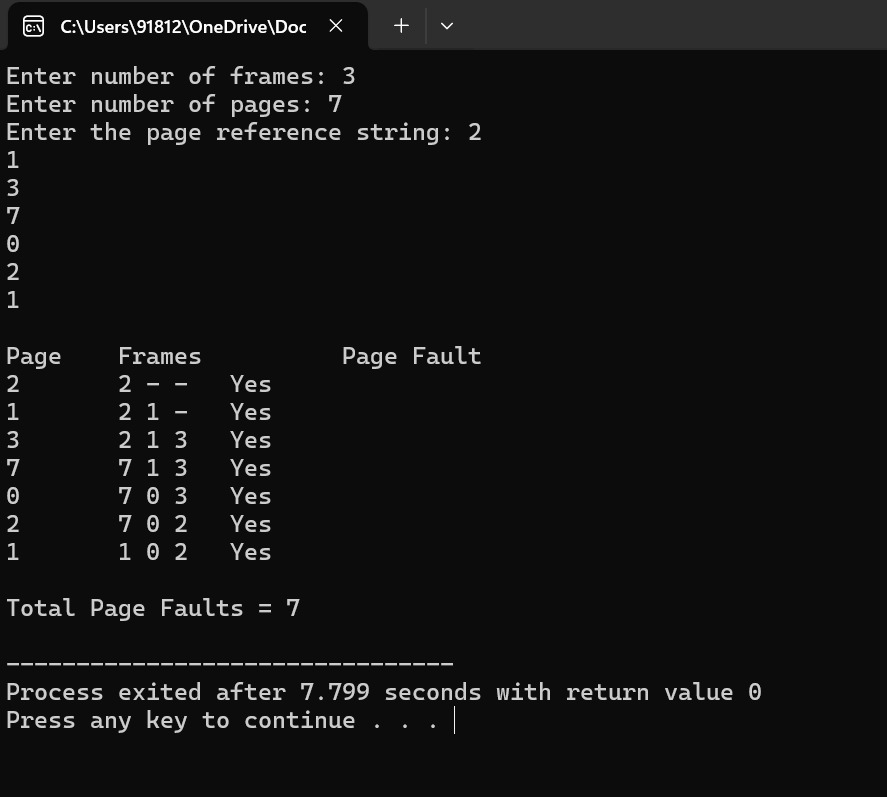 C:\Users\91812\OneDrive\Doc
Enter number of frames: 3
Enter number of pages: 7
Enter the page reference string: 2
1
3
7
0
2
1
Page    Frames          Page Fault
2       2 - -   Yes
1       2 1 -   Yes
3       2 1 3   Yes
7       7 1 3   Yes
0       7 0 3   Yes
2       7 0 2   Yes
1       1 0 2   Yes
Total Page Faults = 7
--------------------------------
Process exited after 7.799 seconds with return value 0
Press any key to continue . . .